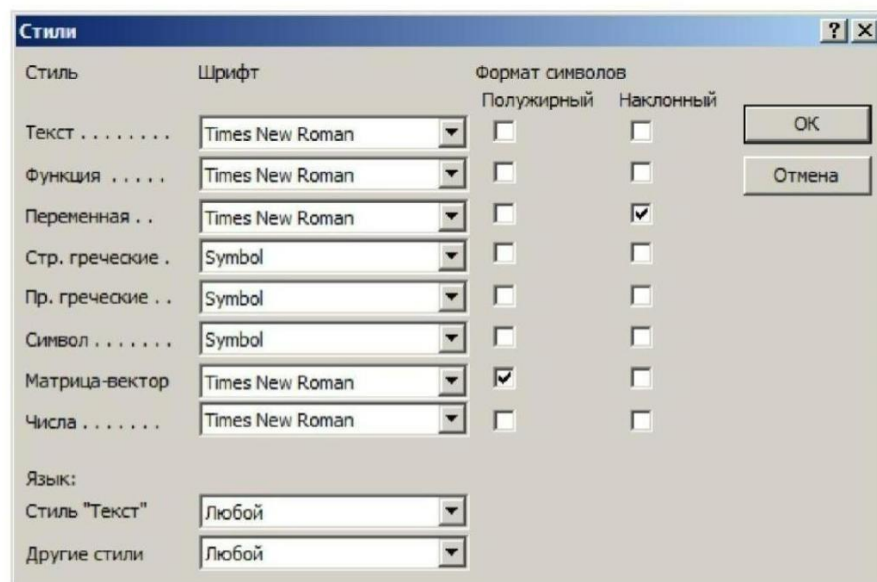 Стили
Стиль Шрифт Формат символов
Полужирный Наклонный
Текст . . . . . . . . Times New Roman OK
Функция . . . . . Times New Roman Отмена
Переменная . . Times New Roman
Стр. греческие . Symbol
Пр. греческие . . Symbol
Символ . . . . . . . Symbol
Матрица-вектор Times New Roman
Числа . . . . . . . Times New Roman
Язык:
Стиль "Текст" Любой
Другие стили Любой